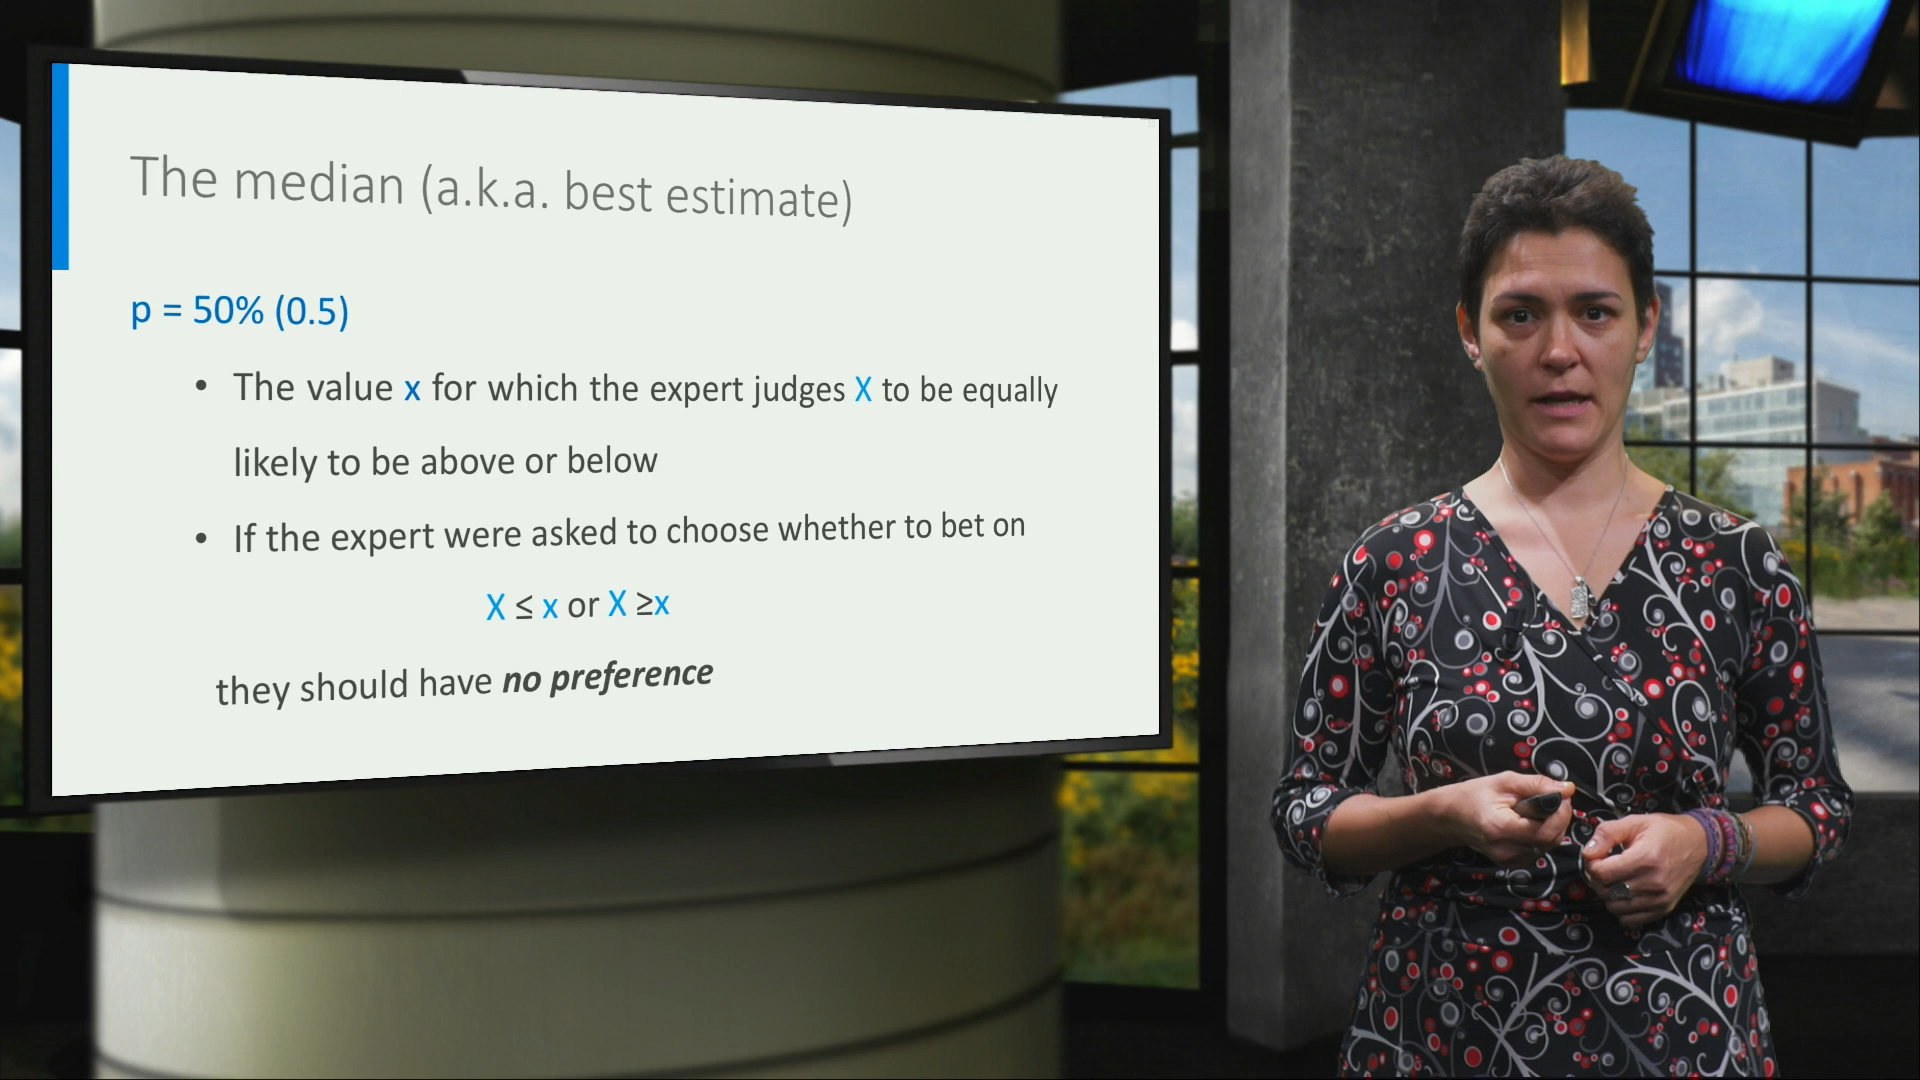 The median (a.k.a. best estimate)
p = 50% (0.5)
• The value x for which the expert judges X to be equally
likely to be above or below
• If the expert were asked to choose whether to bet on
X ≤ x or X ≥x
they should have no preference